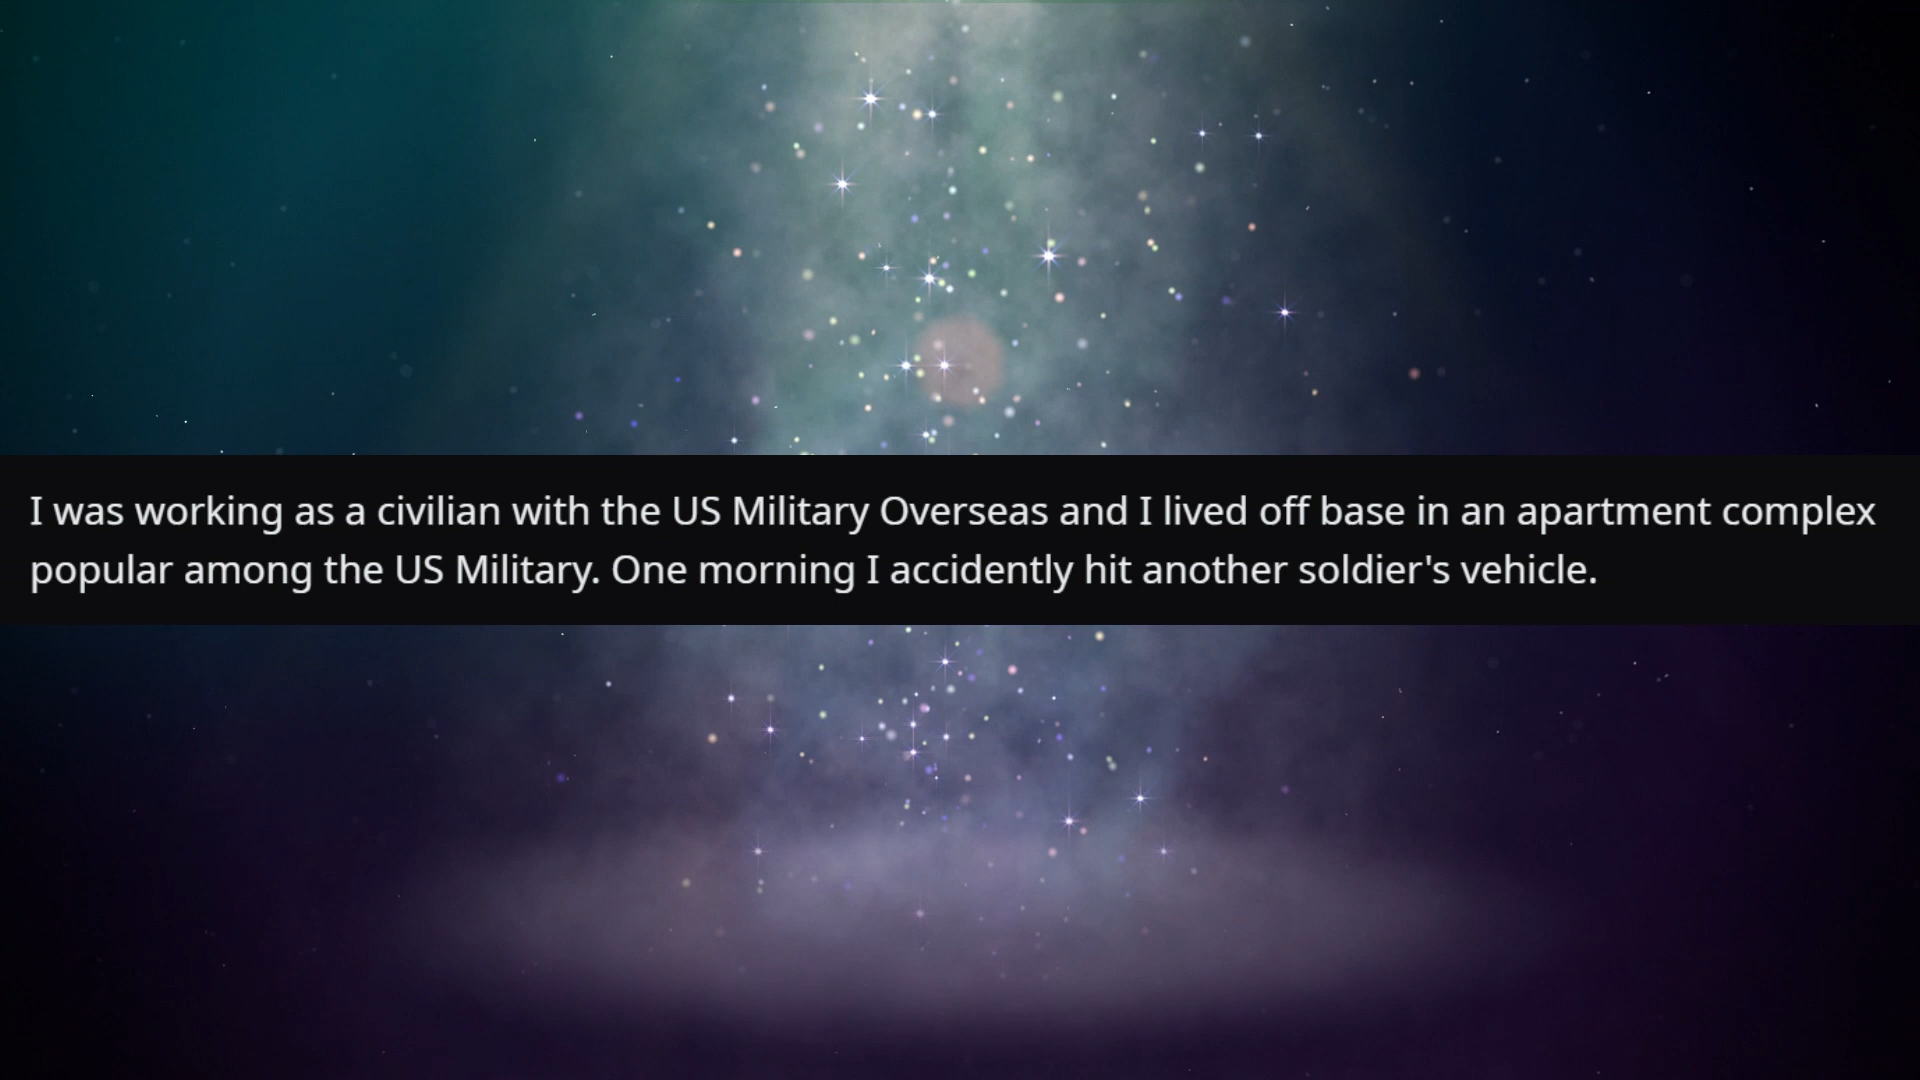 I was working as a civilian with the US Military Overseas and I lived off base in an apartment complex
popular among the US Military. One morning I accidently hit another soldier's vehicle.